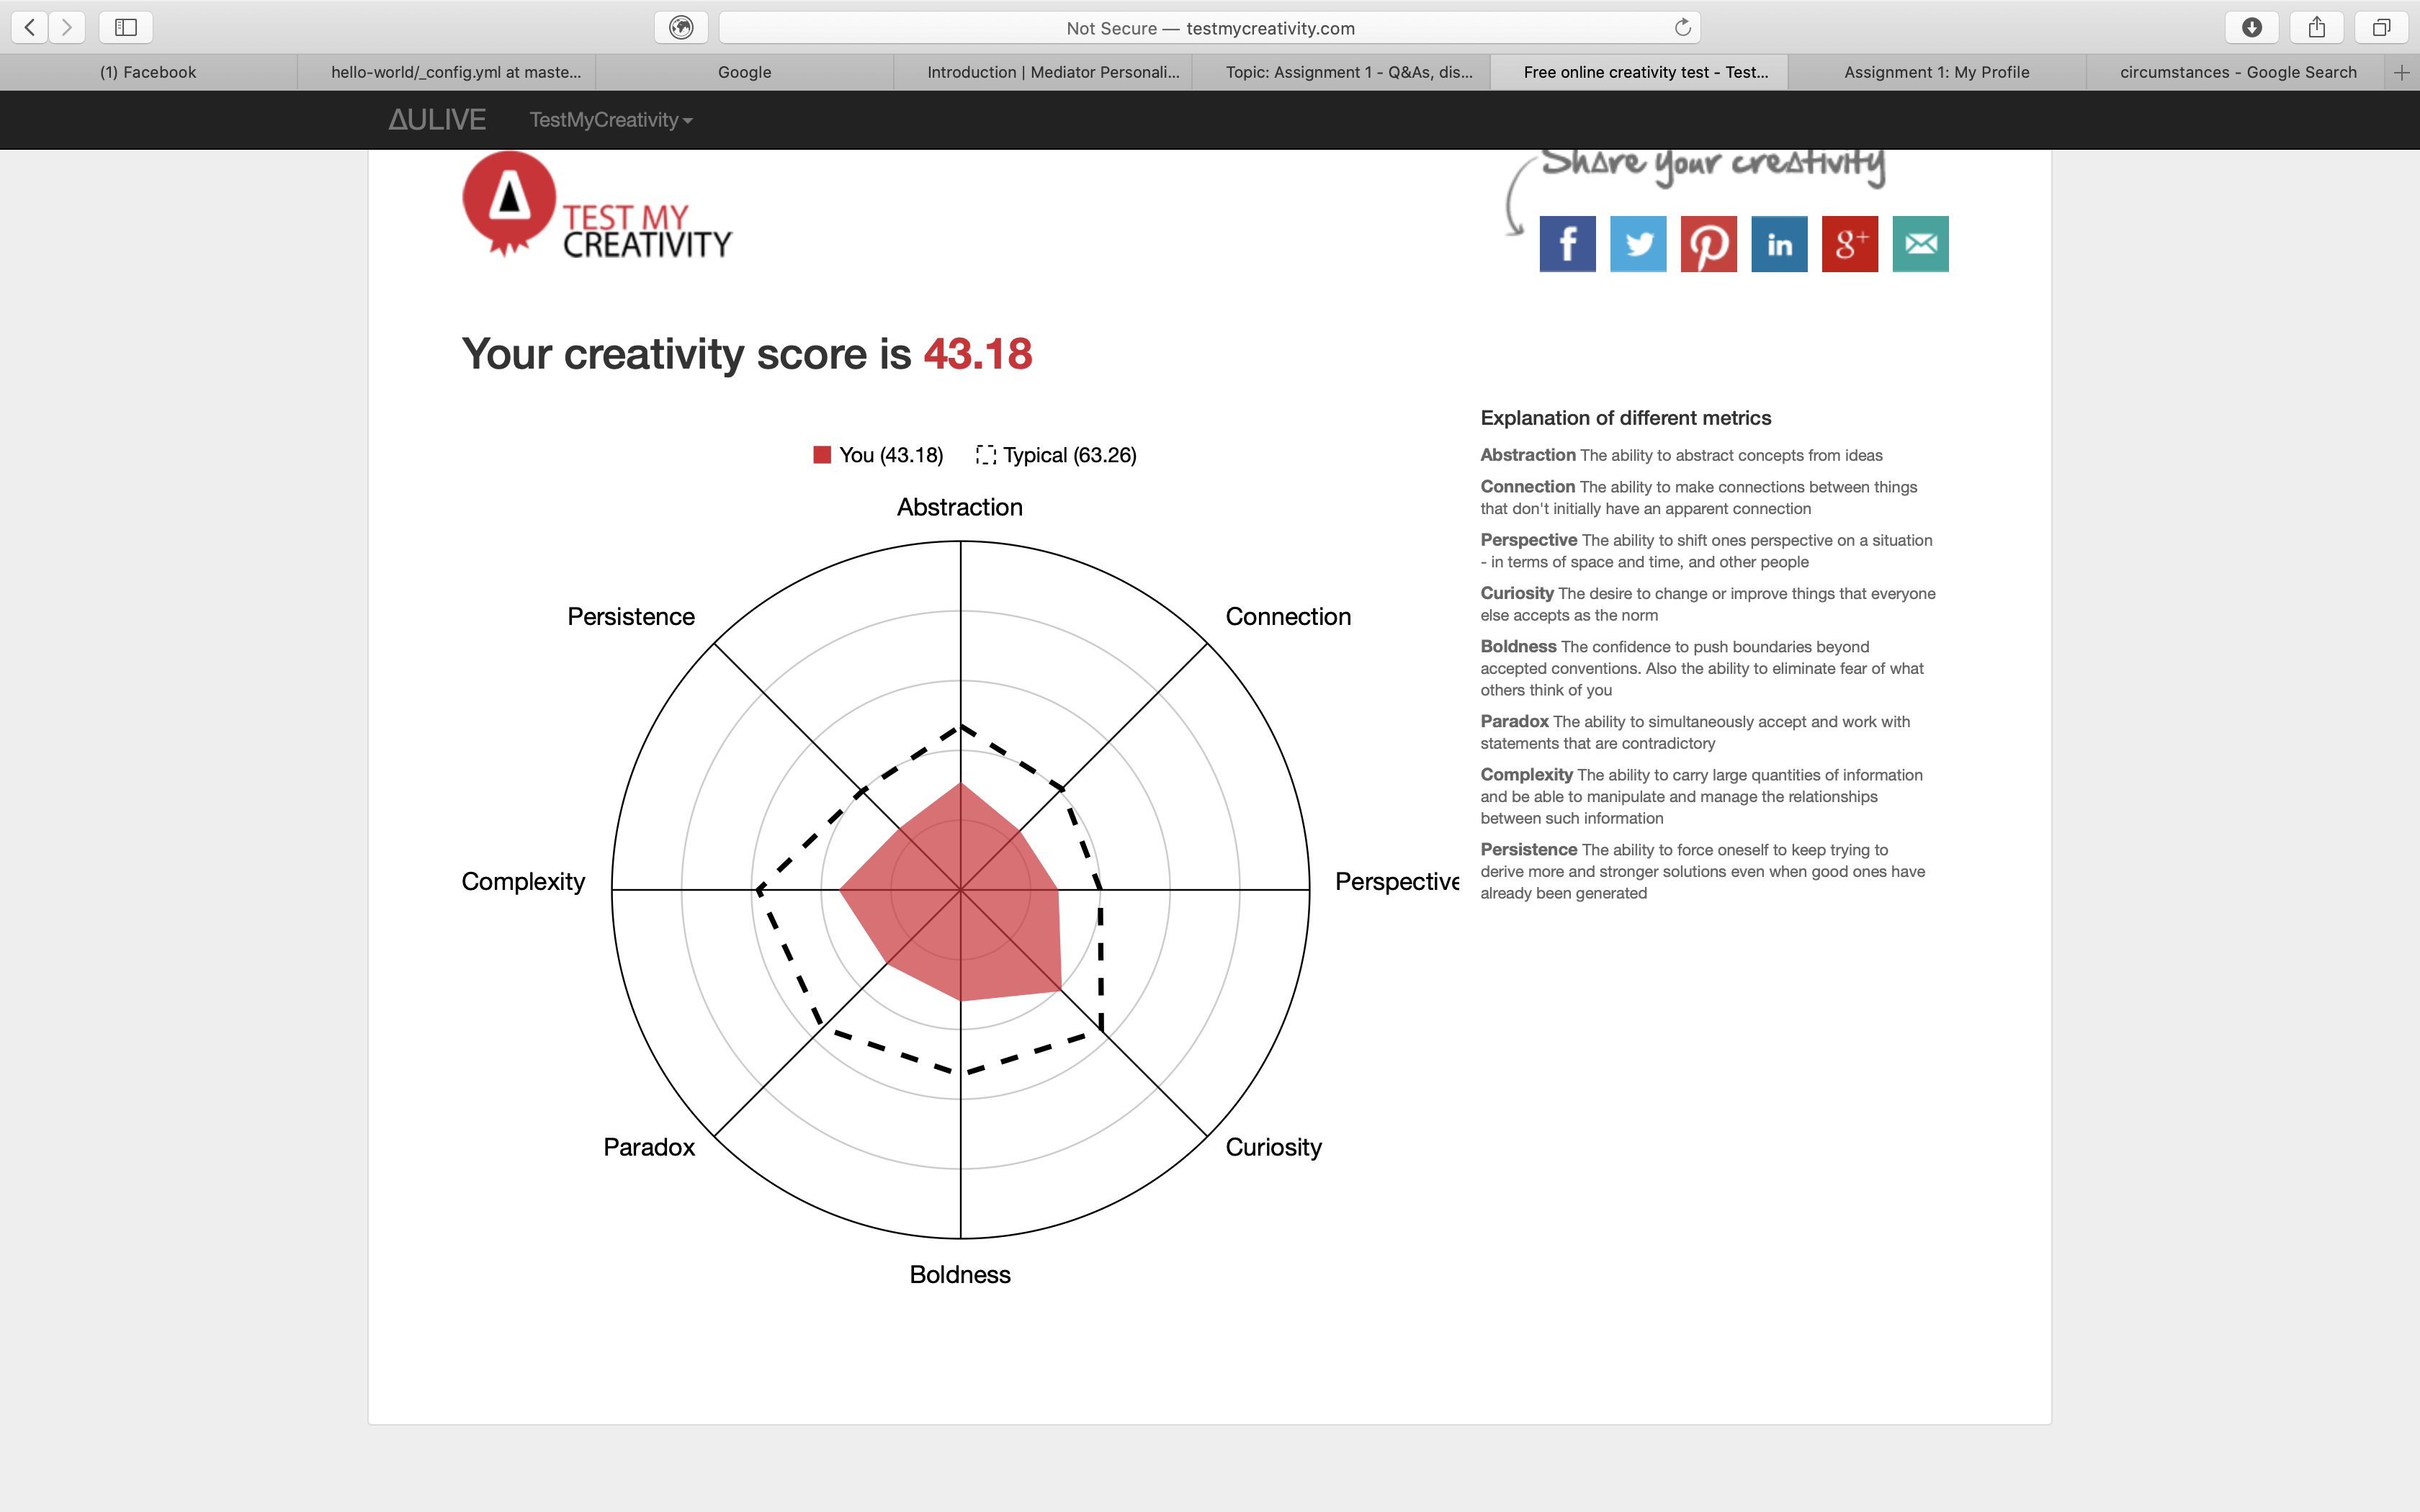 Not Secure — testmycreativity.com
(1) Facebook
hello-world/_config.yml at maste...
Google
Introduction | Mediator Personali...
Topic: Assignment 1 - Q&As, dis...
Free online creativity test - Test...
Assignment 1: My Profile
circumstances - Google Search
ΔULIVE
TestMyCreativity
TEST MY
CREATIVITY
ShΔre your creΔtivity
f
in
g+
Your creativity score is 43.18
You (43.18)
Typical (63.26)
Abstraction
Persistence
Connection
Complexity
Perspective
Paradox
Curiosity
Boldness
Explanation of different metrics
Abstraction The ability to abstract concepts from ideas
Connection The ability to make connections between things
that don't initially have an apparent connection
Perspective The ability to shift ones perspective on a situation
- in terms of space and time, and other people
Curiosity The desire to change or improve things that everyone
else accepts as the norm
Boldness The confidence to push boundaries beyond
accepted conventions. Also the ability to eliminate fear of what
others think of you
Paradox The ability to simultaneously accept and work with
statements that are contradictory
Complexity The ability to carry large quantities of information
and be able to manipulate and manage the relationships
between such information
Persistence The ability to force oneself to keep trying to
derive more and stronger solutions even when good ones have
already been generated